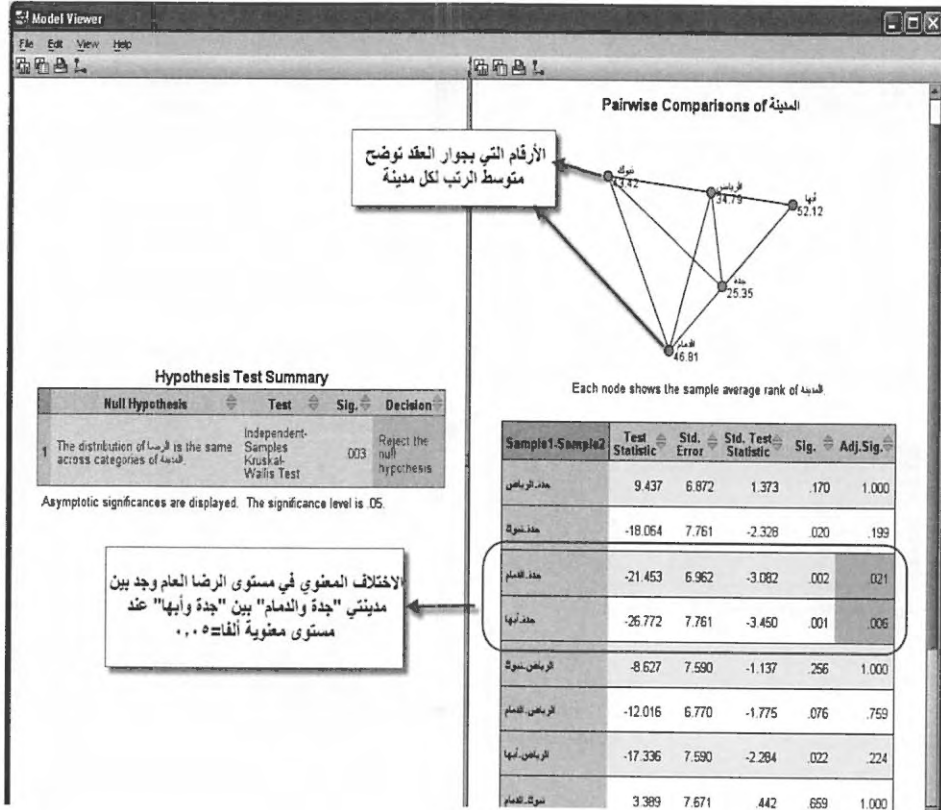 Model Viewer
File Edit View Help
Pairwise Comparisons of المدينة
الأرقام التي بجوار العقد توضح
متوسط الرتب لكل مدينة
تبوك
43.42
الرياض
34.79
أبها
52.12
جدة
25.35
الدمام
46.81
Each node shows the sample average rank of المدينة.
Hypothesis Test Summary
Null Hypothesis Test Sig. Decision
1 The distribution of الرضا is the same across categories of المدينة. Independent-Samples Kruskal-Wallis Test .003 Reject the null hypothesis
Asymptotic significances are displayed. The significance level is .05.
الاختلاف المعنوي في مستوى الرضا العام وجد بين
مدينتي "جدة والدمام" بين "جدة وأبها" عند
مستوى معنوية ألفا=٠.٠٥
Sample1-Sample2 Test Statistic Std. Error Std. Test Statistic Sig. Adj.Sig.
جدة-الرياض 9.437 6.872 1.373 .170 1.000
جدة-تبوك -18.064 7.761 -2.328 .020 .199
جدة-الدمام -21.453 6.962 -3.082 .002 .021
جدة-أبها -26.772 7.761 -3.450 .001 .006
الرياض-تبوك -8.627 7.590 -1.137 .256 1.000
الرياض-الدمام -12.016 6.770 -1.775 .076 .759
الرياض-أبها -17.336 7.590 -2.284 .022 .224
تبوك-الدمام 3.389 7.671 .442 .659 1.000